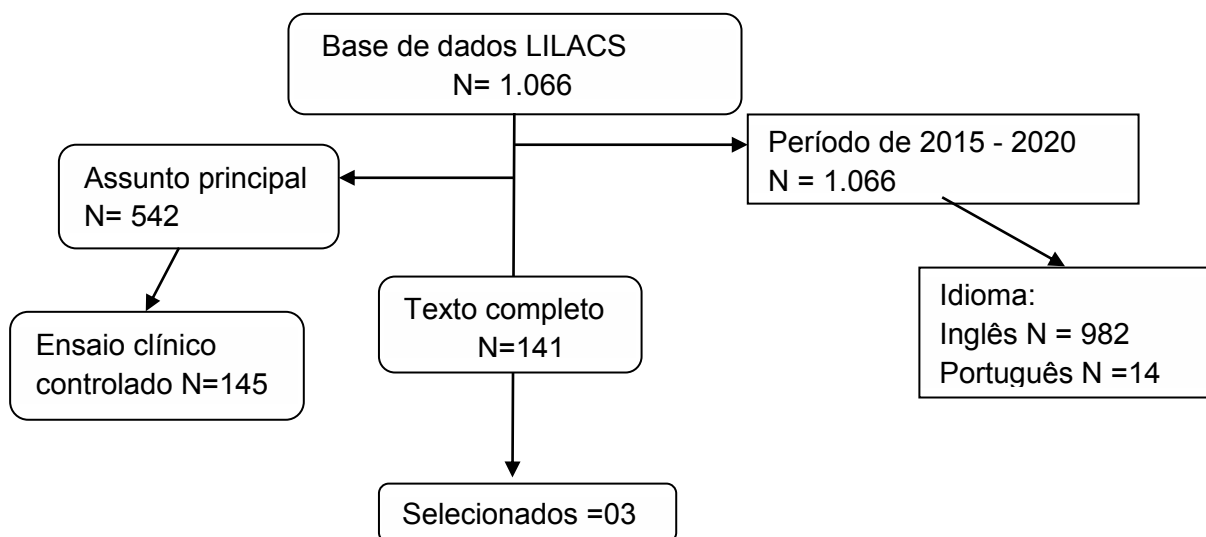 Base de dados LILACS
N= 1.066
Período de 2015 - 2020
N = 1.066
Assunto principal
N= 542
Texto completo
N=141
Idioma:
Inglês N = 982
Português N =14
Ensaio clínico
controlado N=145
Selecionados =03